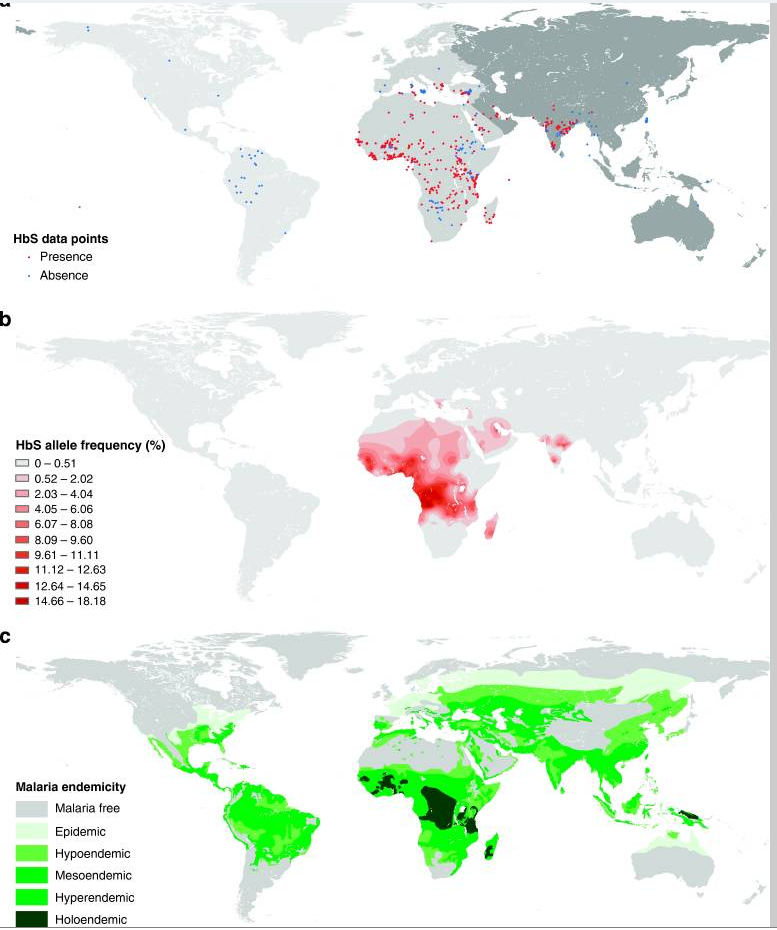 a
HbS data points
Presence
Absence
b
HbS allele frequency (%)
0 – 0.51
0.52 – 2.02
2.03 – 4.04
4.05 – 6.06
6.07 – 8.08
8.09 – 9.60
9.61 – 11.11
11.12 – 12.63
12.64 – 14.65
14.66 – 18.18
c
Malaria endemicity
Malaria free
Epidemic
Hypoendemic
Mesoendemic
Hyperendemic
Holoendemic